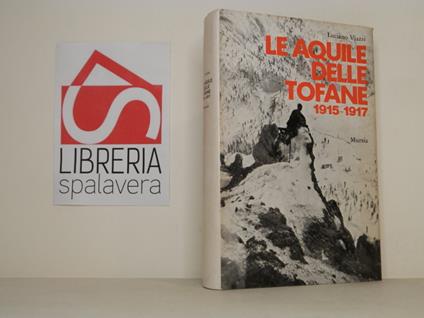 LIBRERIA
spalavera
Luciano Viazzi
LE AQUILE
DELLE
TOFANE
1915-1917
Mursia